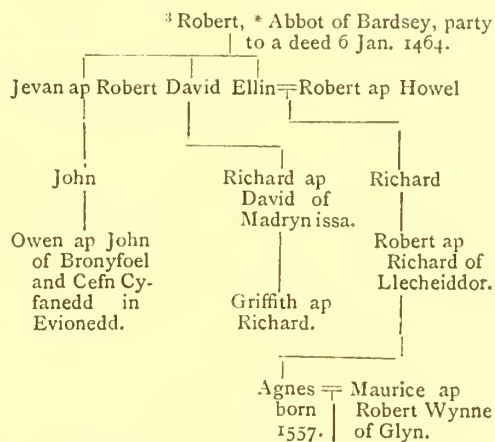 ³ Robert, * Abbot of Bardsey, party
to a deed 6 Jan. 1464.
Jevan ap Robert David Ellin Robert ap Howel
John
Owen ap John
of Bronyfoel
and Cefn Cy-
fanedd in
Evionedd.
Richard ap
David of
Madryn issa.
Griffith ap
Richard.
Richard
Robert ap
Richard of
Llecheiddor.
Agnes
born
1557.
Maurice ap
Robert Wynne
of Glyn.